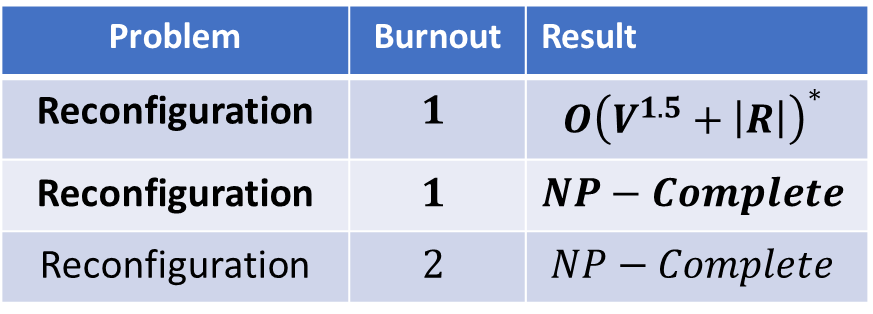 Problem Burnout Result
Reconfiguration 1 O(V^1.5 + |R|)^*
Reconfiguration 1 NP − Complete
Reconfiguration 2 NP − Complete